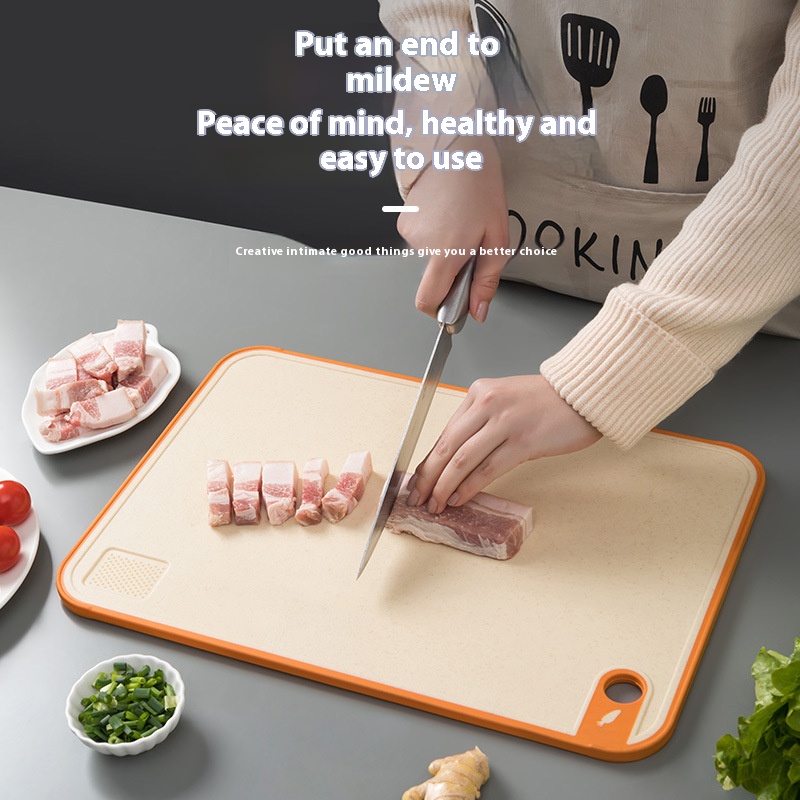 Put an end to
mildew
Peace of mind, healthy and
easy to use
Creative intimate good things give you a better choice
OOKIN